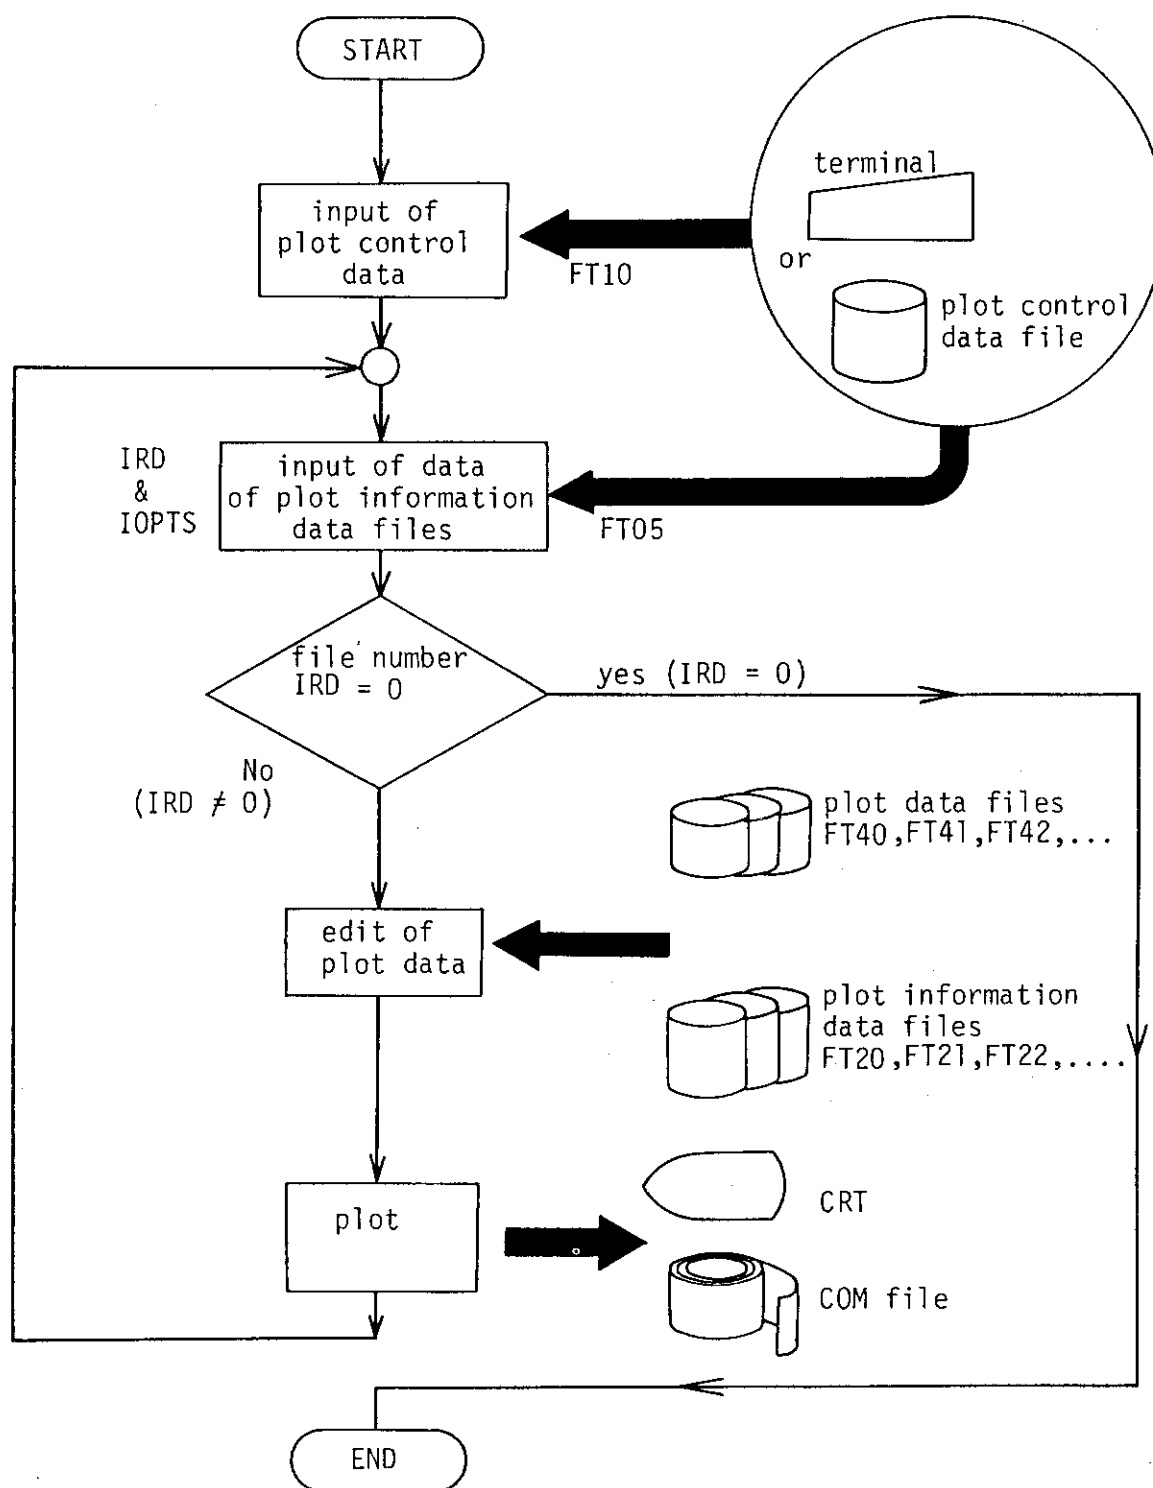 START
terminal
input of
plot control
data
or
FT10
plot control
data file
IRD
&
IOPTS
input of data
of plot information
data files
FT05
file number
IRD = 0
yes (IRD = 0)
No
(IRD ≠ 0)
plot data files
FT40,FT41,FT42,...
edit of
plot data
plot information
data files
FT20,FT21,FT22,....
plot
CRT
COM file
END